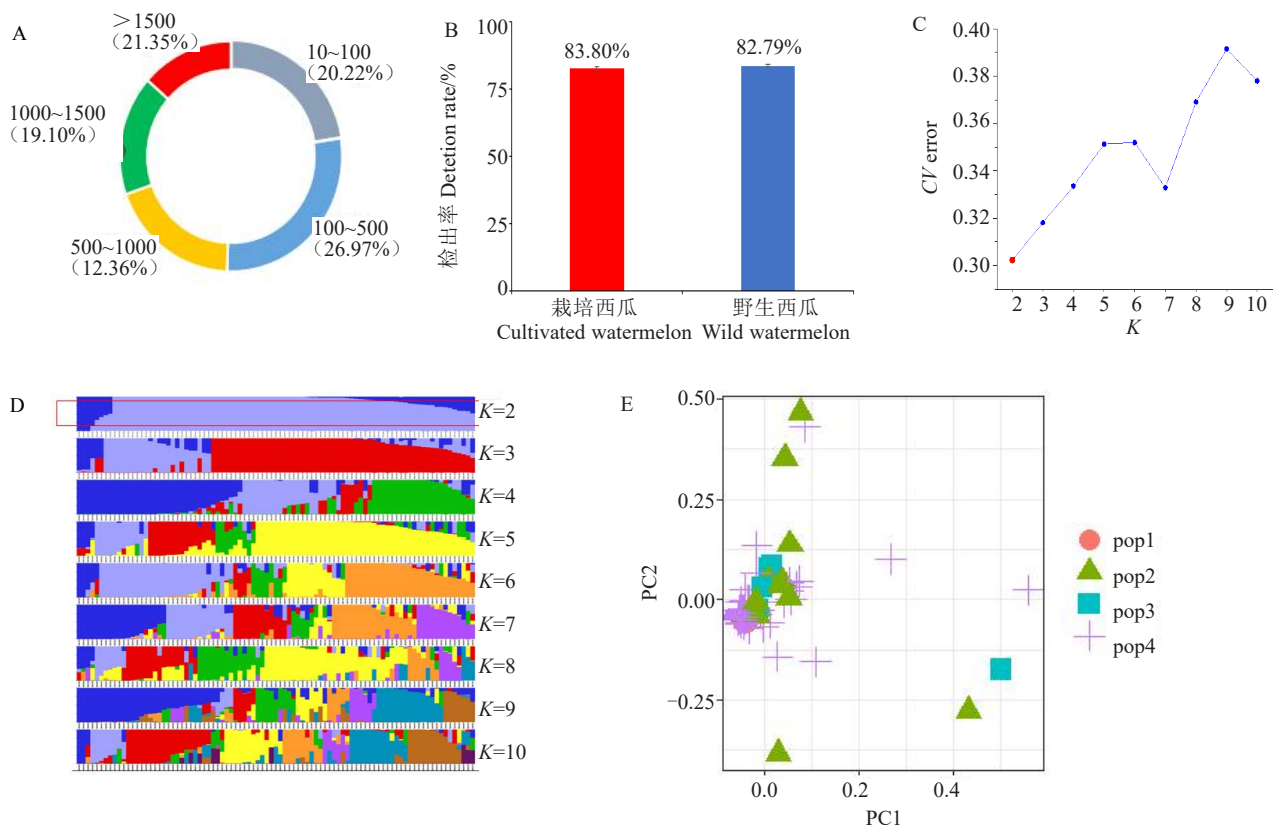 A
＞1500
(21.35%)
10~100
（20.22%）
1000~1500
（19.10%）
500~1000
（12.36%）
100~500
（26.97%）
B
检出率 Detetion rate/%
100
75
50
25
0
83.80%
82.79%
栽培西瓜
Cultivated watermelon
野生西瓜
Wild watermelon
C
CV error
0.40
0.38
0.36
0.34
0.32
0.30
2 3 4 5 6 7 8 9 10
K
D
K=2
K=3
K=4
K=5
K=6
K=7
K=8
K=9
K=10
E
PC2
0.50
0.25
0.00
−0.25
0.0 0.2 0.4
PC1
pop1
pop2
pop3
pop4